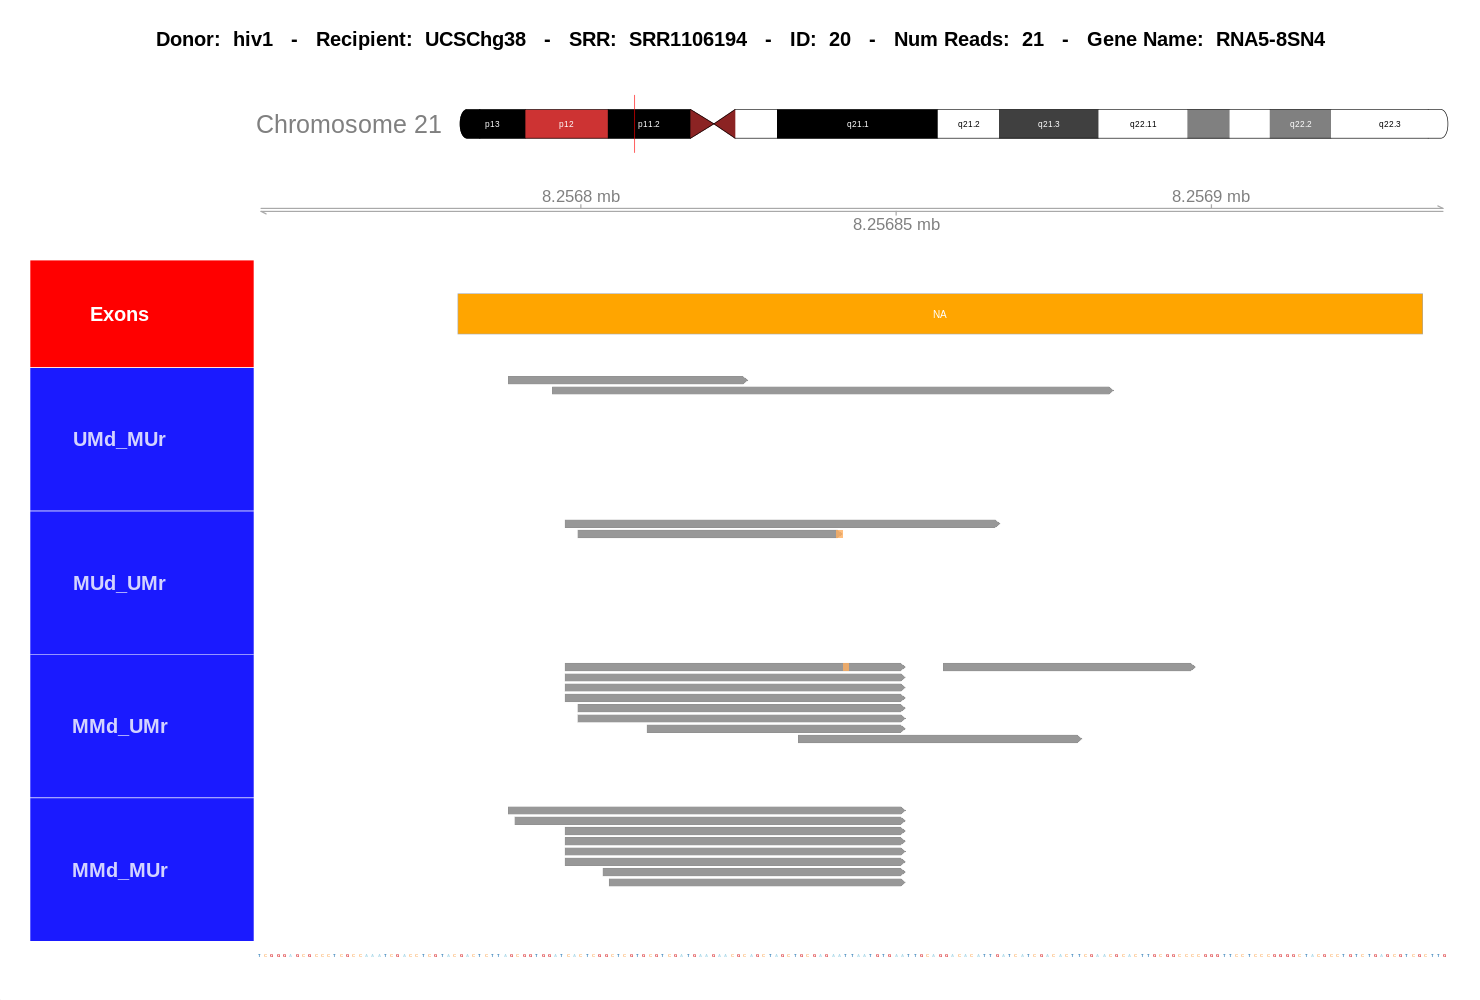 Donor: hiv1 - Recipient: UCSChg38 - SRR: SRR1106194 - ID: 20 - Num Reads: 21 - Gene Name: RNA5-8SN4
Chromosome 21
p13 p12 p11.2 q21.1 q21.2 q21.3 q22.11 q22.2 q22.3
8.2568 mb 8.2569 mb
8.25685 mb
Exons
NA
UMd_MUr
MUd_UMr
MMd_UMr
MMd_MUr